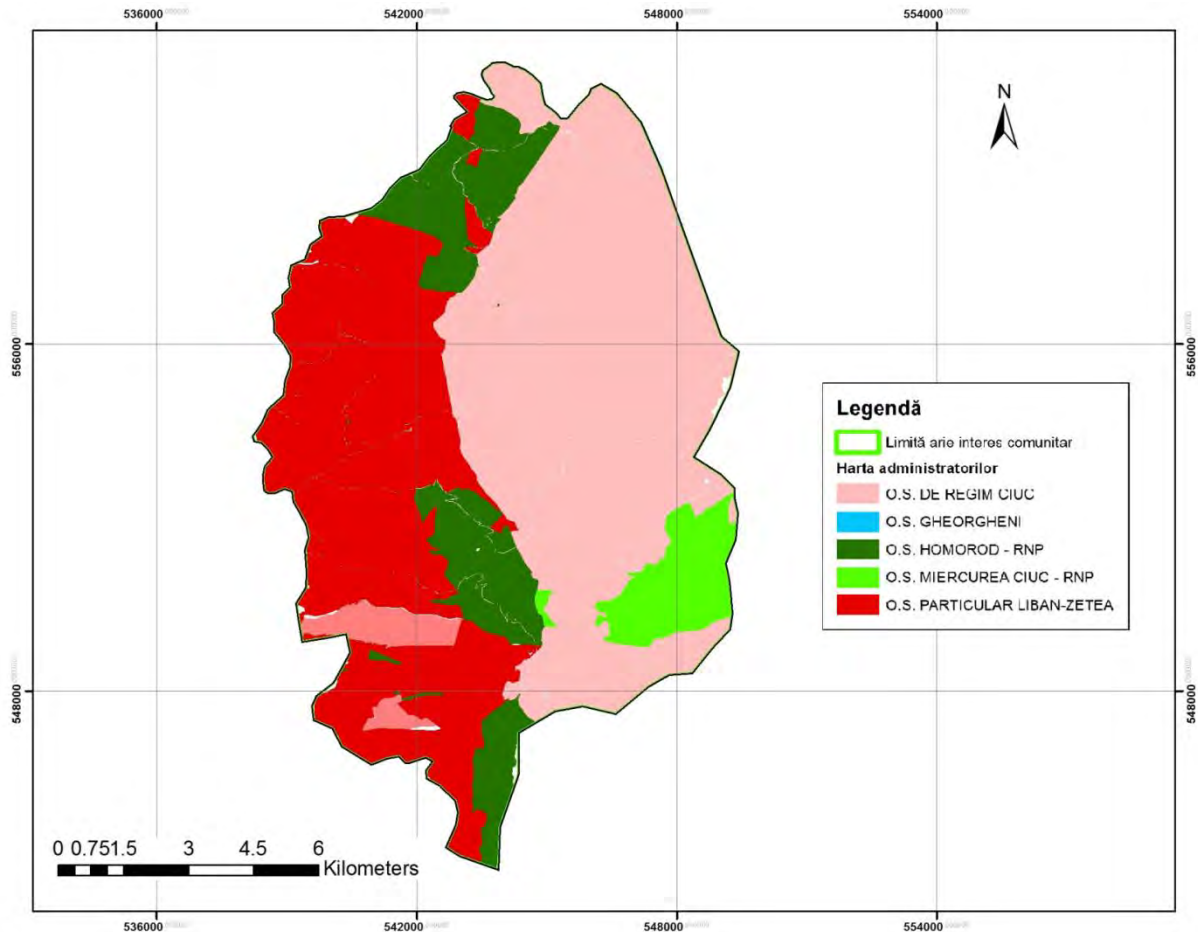 536000 542000 548000 554000
N
556000 556000
Legendă
Limită arie interes comunitar
Harta administratorilor
O.S. DE REGIM CIUC
O.S. GHEORGHENI
O.S. HOMOROD - RNP
O.S. MIERCUREA CIUC - RNP
O.S. PARTICULAR LIBAN-ZETEA
548000 548000
0 0.751.5 3 4.5 6
Kilometers
536000 542000 548000 554000